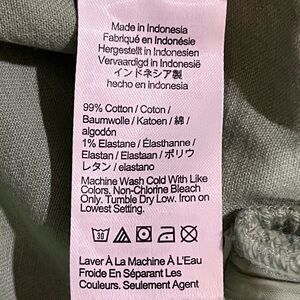 Made in Indonesia
Fabriqué en Indonésie
Hergestellt in Indonesien
Vervaardigd in Indonesië
インドネシア製
hecho en indonesia
99% Cotton / Coton /
Baumwolle / Katoen / 綿 /
algodón
1% Elastane / Élasthanne /
Elastan / Elastaan / ポリウ
レタン / elastano
Machine Wash Cold With Like
Colors. Non-Chlorine Bleach
Only. Tumble Dry Low. Iron on
Lowest Setting.
30
Laver À La Machine À L'Eau
Froide En Séparant Les
Couleurs. Seulement Agent